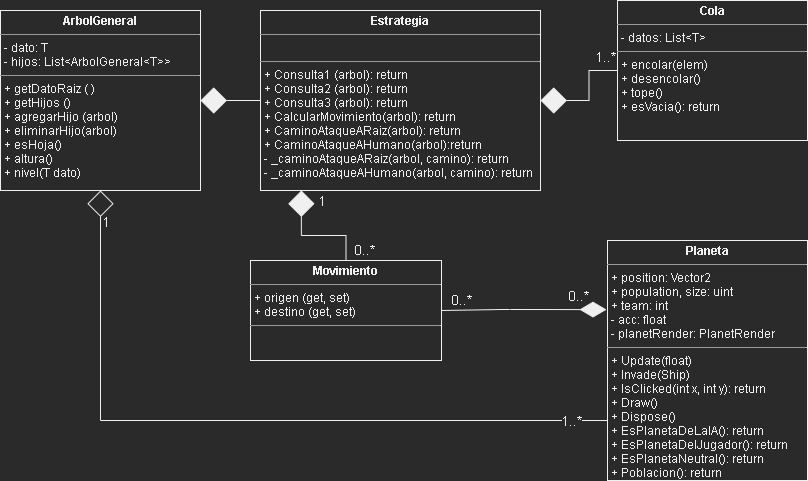 ArbolGeneral
- dato: T
- hijos: List<ArbolGeneral<T>>
+ getDatoRaiz ( )
+ getHijos ()
+ agregarHijo (arbol)
+ eliminarHijo(arbol)
+ esHoja()
+ altura()
+ nivel(T dato)
1
Estrategia
+ Consulta1 (arbol): return
+ Consulta2 (arbol): return
+ Consulta3 (arbol): return
+ CalcularMovimiento(arbol): return
+ CaminoAtaqueARaiz(arbol): return
+ CaminoAtaqueAHumano(arbol):return
- _caminoAtaqueARaiz(arbol, camino): return
- _caminoAtaqueAHumano(arbol, camino): return
1
1..*
Cola
- datos: List<T>
+ encolar(elem)
+ desencolar()
+ tope()
+ esVacia(): return
0..*
Movimiento
+ origen (get, set)
+ destino (get, set)
0..*
0..*
1..*
Planeta
+ position: Vector2
+ population, size: uint
+ team: int
- acc: float
- planetRender: PlanetRender
+ Update(float)
+ Invade(Ship)
+ IsClicked(int x, int y): return
+ Draw()
+ Dispose()
+ EsPlanetaDeLaIA(): return
+ EsPlanetaDelJugador(): return
+ EsPlanetaNeutral(): return
+ Poblacion(): return